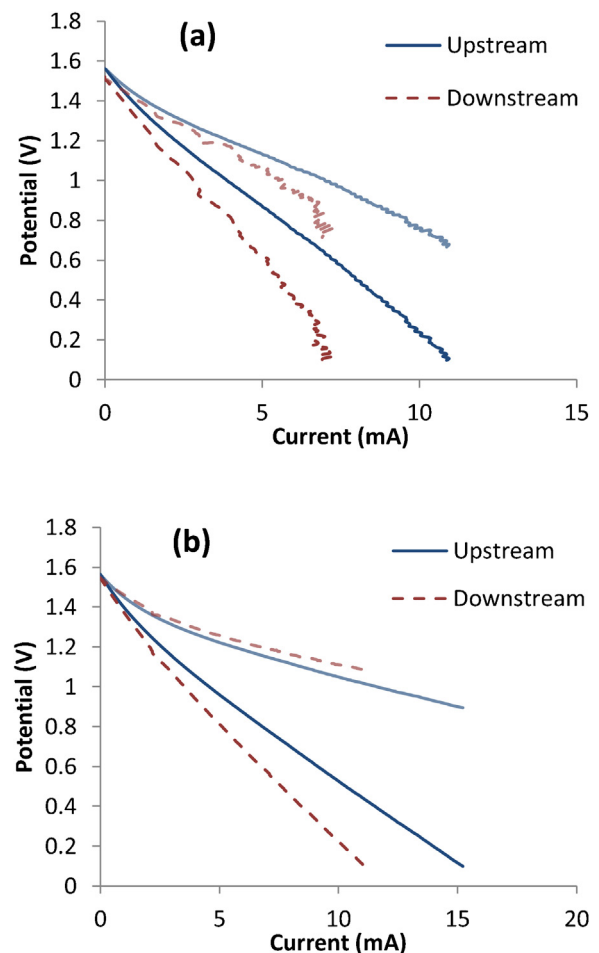 (a)
Upstream
Downstream
Potential (V)
1.8
1.6
1.4
1.2
1
0.8
0.6
0.4
0.2
0
0 5 10 15
Current (mA)
(b)
Upstream
Downstream
Potential (V)
1.8
1.6
1.4
1.2
1
0.8
0.6
0.4
0.2
0
0 5 10 15 20
Current (mA)